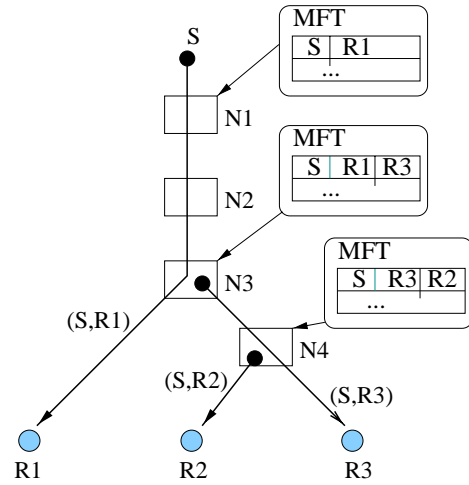 S
MFT
S R1
...
N1
MFT
S R1 R3
...
N2
N3
MFT
S R3 R2
...
(S,R1)
N4
(S,R2)
(S,R3)
R1 R2 R3